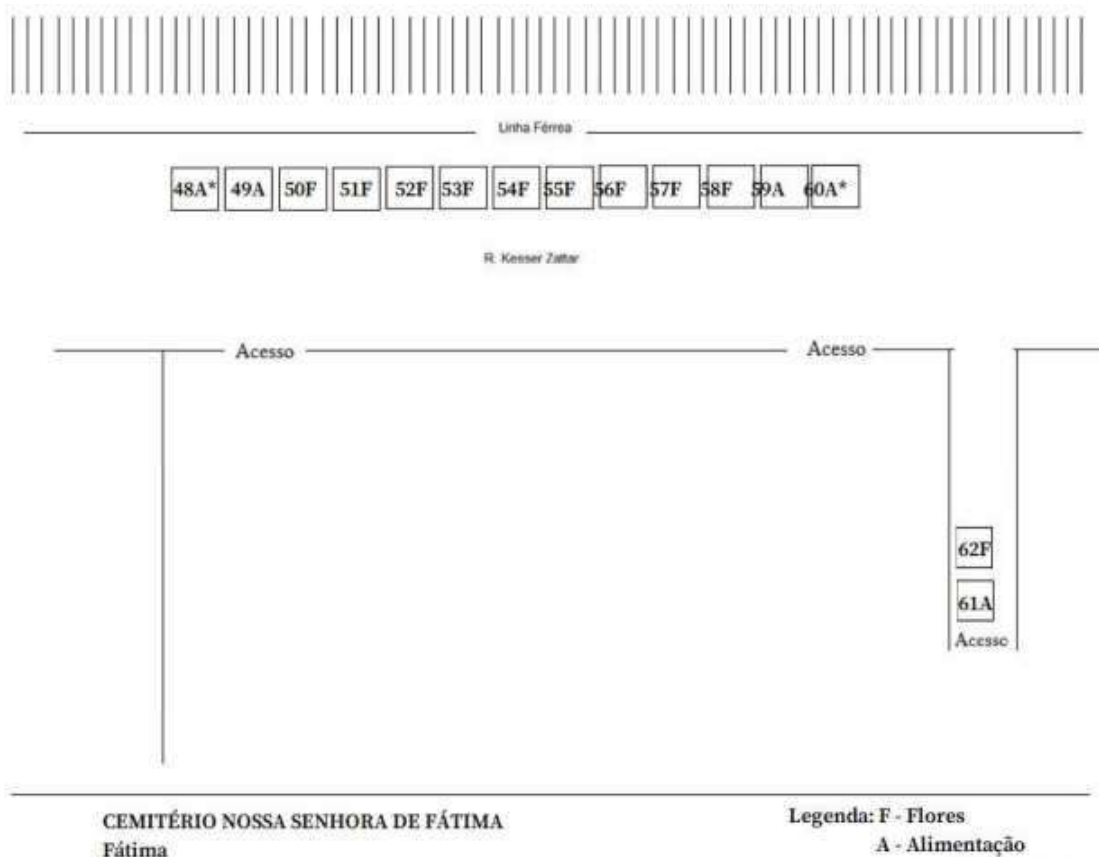 Linha Férrea
48A* 49A 50F 51F 52F 53F 54F 55F 56F 57F 58F 59A 60A*
R. Kesser Zattar
Acesso Acesso
62F
61A
Acesso
CEMITÉRIO NOSSA SENHORA DE FÁTIMA
Fátima
Legenda: F - Flores
A - Alimentação